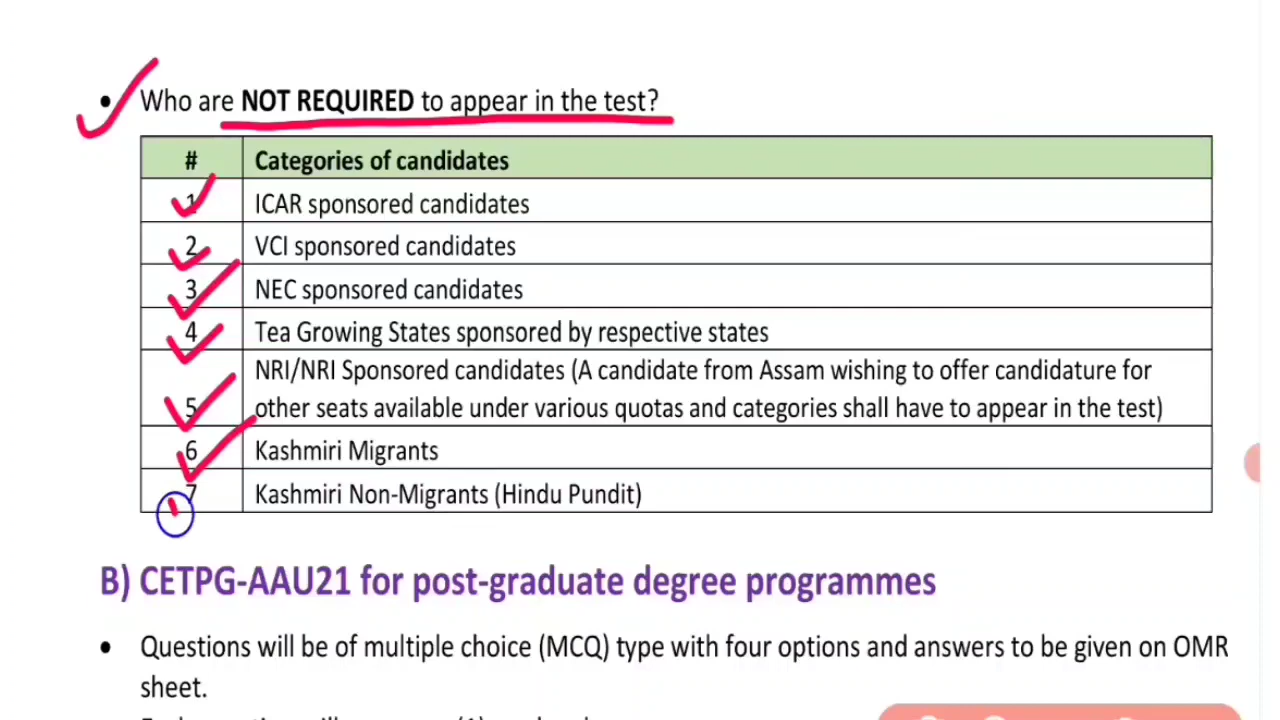 • Who are NOT REQUIRED to appear in the test?
# Categories of candidates
1 ICAR sponsored candidates
2 VCI sponsored candidates
3 NEC sponsored candidates
4 Tea Growing States sponsored by respective states
NRI/NRI Sponsored candidates (A candidate from Assam wishing to offer candidature for
5 other seats available under various quotas and categories shall have to appear in the test)
6 Kashmiri Migrants
7 Kashmiri Non-Migrants (Hindu Pundit)
B) CETPG-AAU21 for post-graduate degree programmes
• Questions will be of multiple choice (MCQ) type with four options and answers to be given on OMR
sheet.